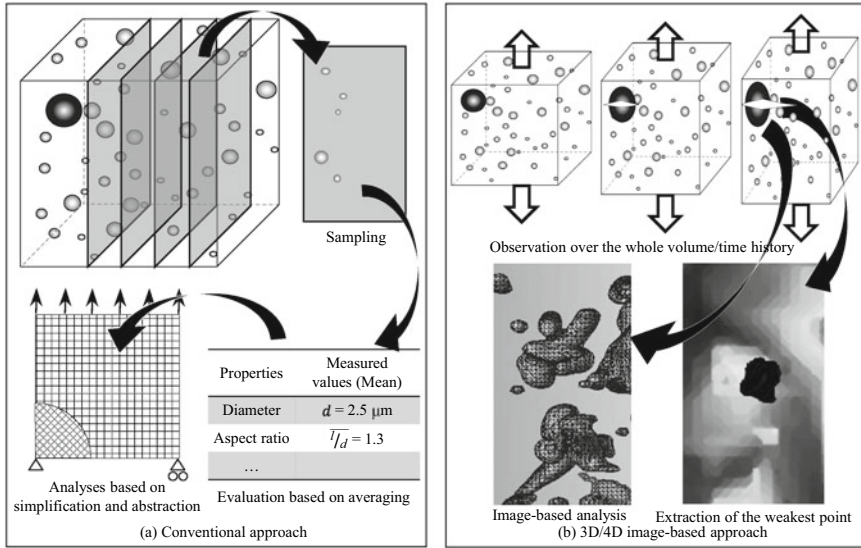 Sampling
Properties
Measured
values (Mean)
Diameter
d = 2.5 μm
Aspect ratio
l/d = 1.3
...
Evaluation based on averaging
Analyses based on
simplification and abstraction
(a) Conventional approach
Observation over the whole volume/time history
Image-based analysis
Extraction of the weakest point
(b) 3D/4D image-based approach